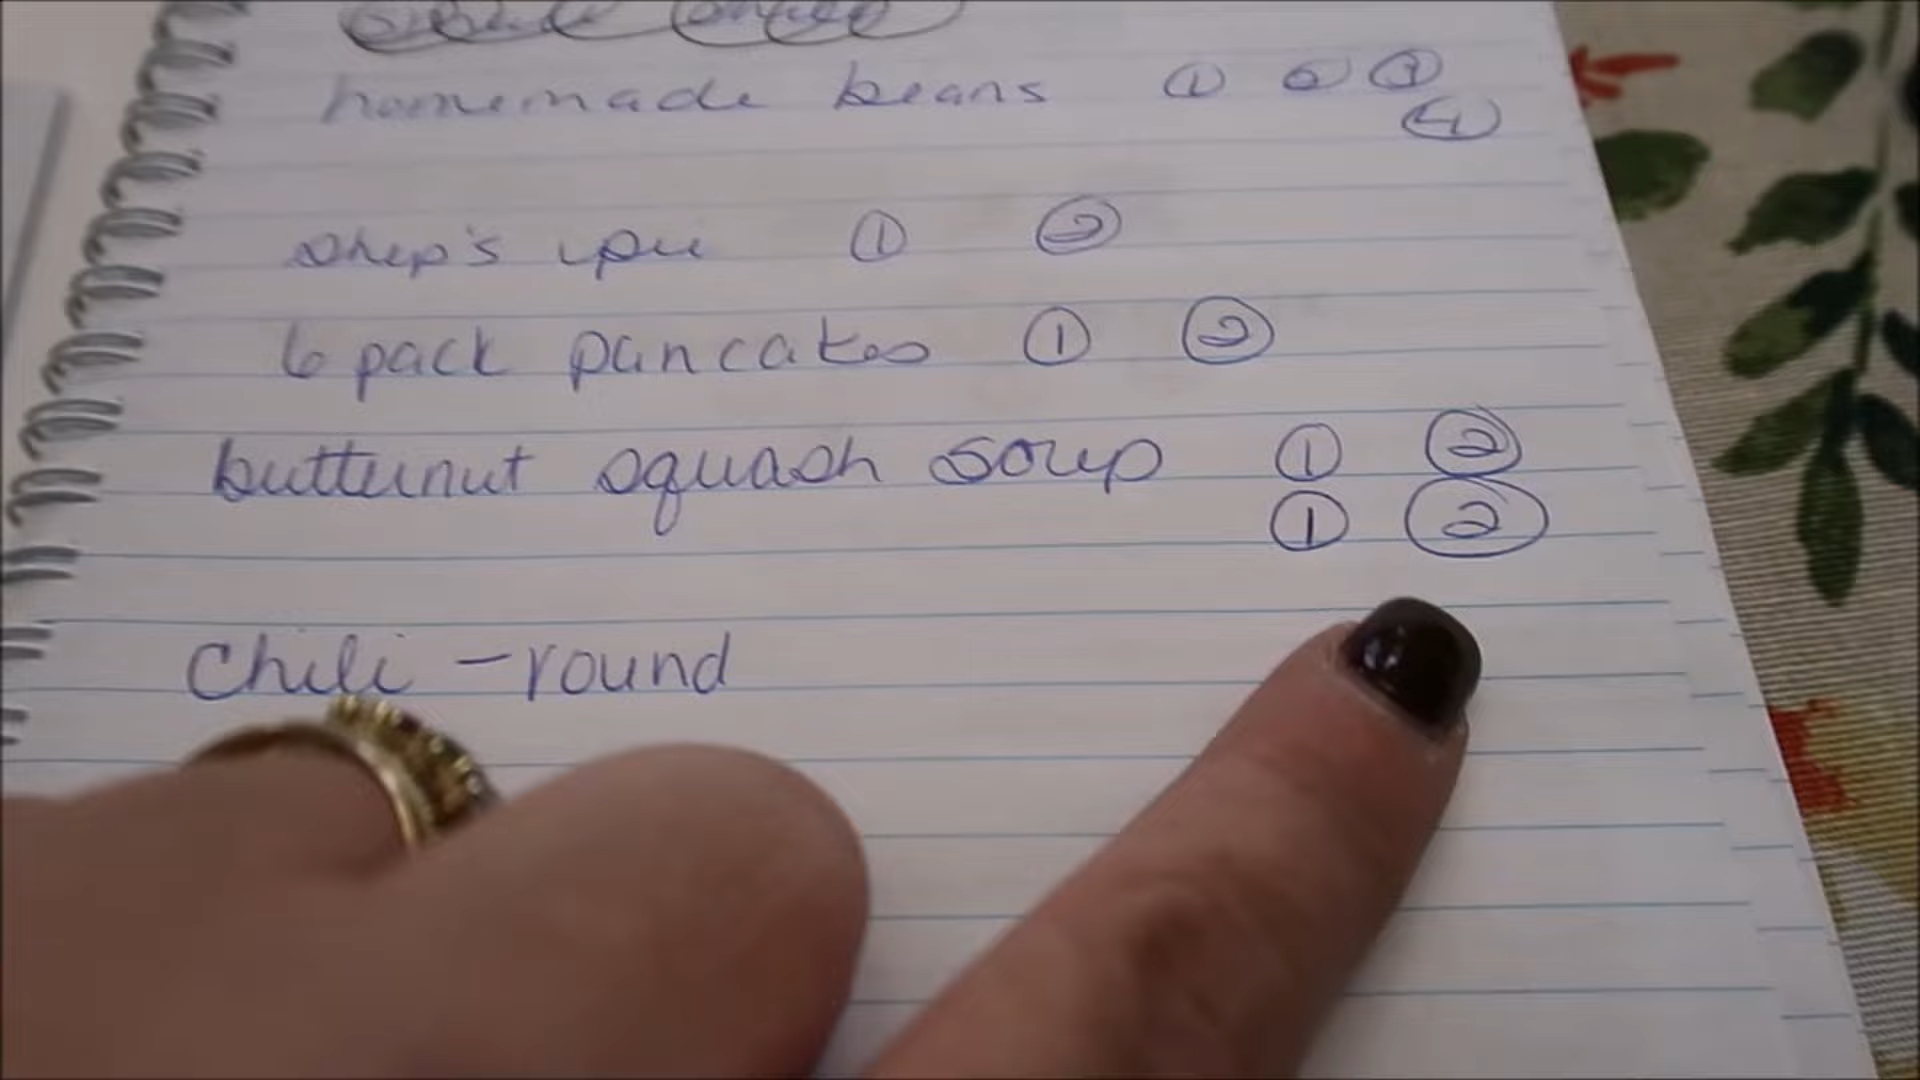 homemade beans ① ② ③
④
shep's pie ① ②
6 pack pancakes ① ②
butternut squash soup ① ②
① ②
Chili - round